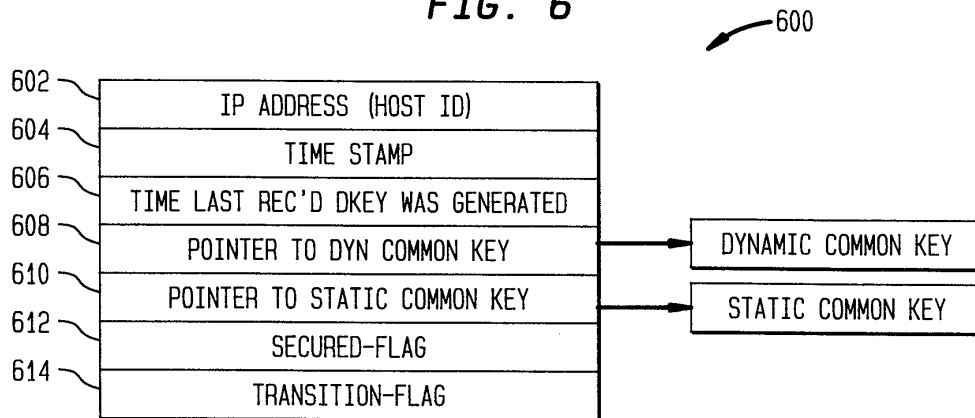 FIG. 6
600
602
IP ADDRESS (HOST ID)
604
TIME STAMP
606
TIME LAST REC'D DKEY WAS GENERATED
608
POINTER TO DYN COMMON KEY
DYNAMIC COMMON KEY
610
POINTER TO STATIC COMMON KEY
STATIC COMMON KEY
612
SECURED-FLAG
614
TRANSITION-FLAG